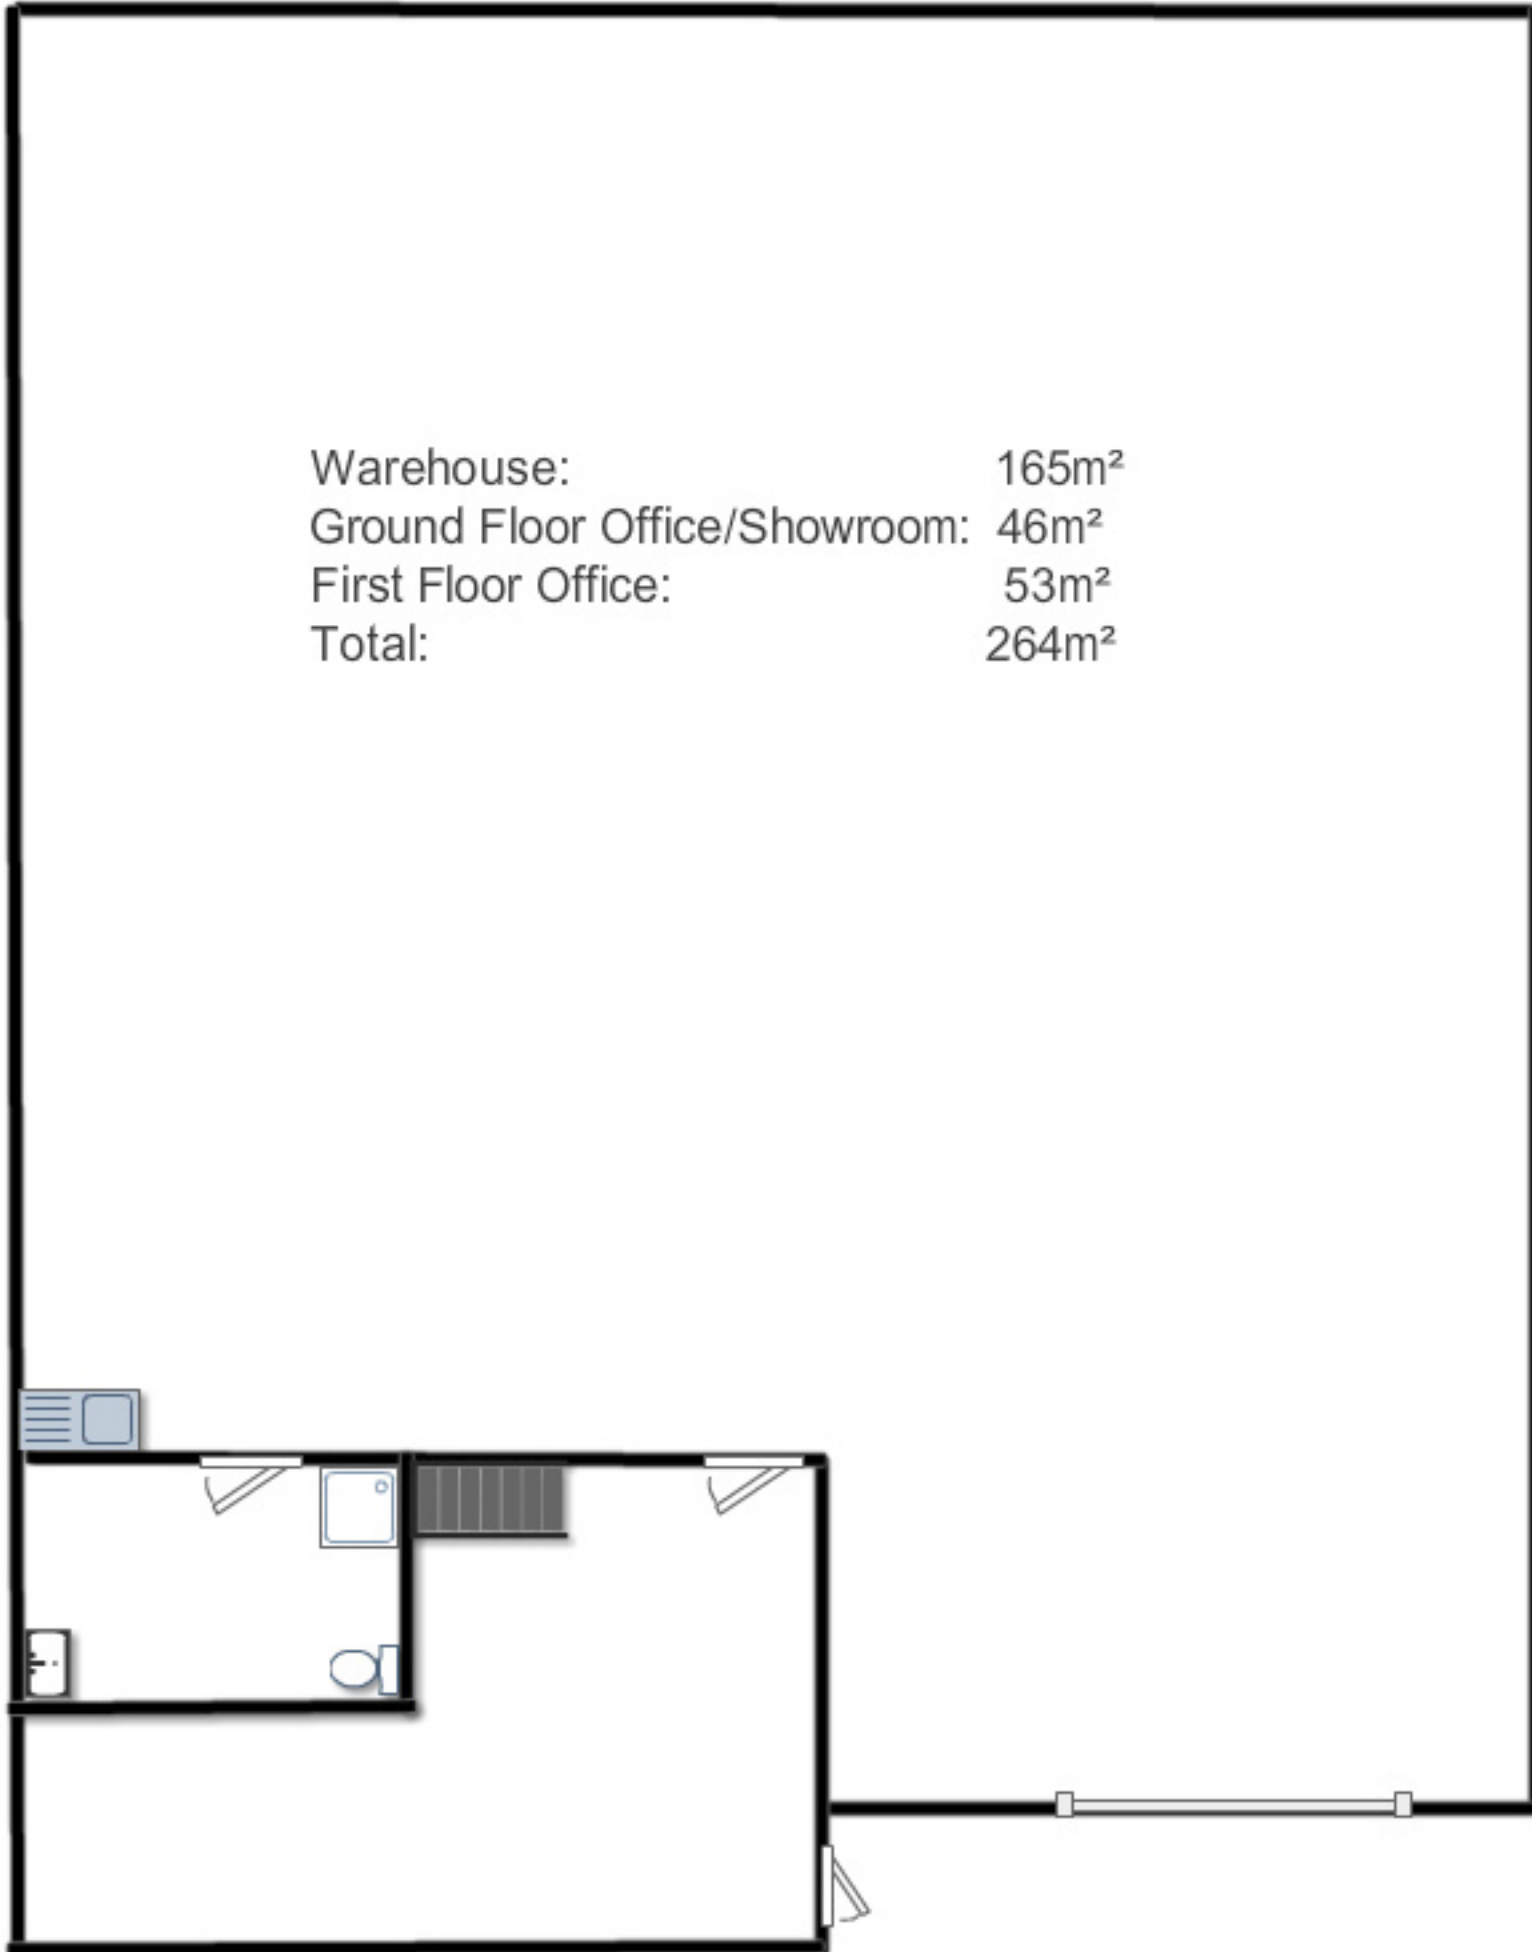 Warehouse: 165m²
Ground Floor Office/Showroom: 46m²
First Floor Office: 53m²
Total: 264m²